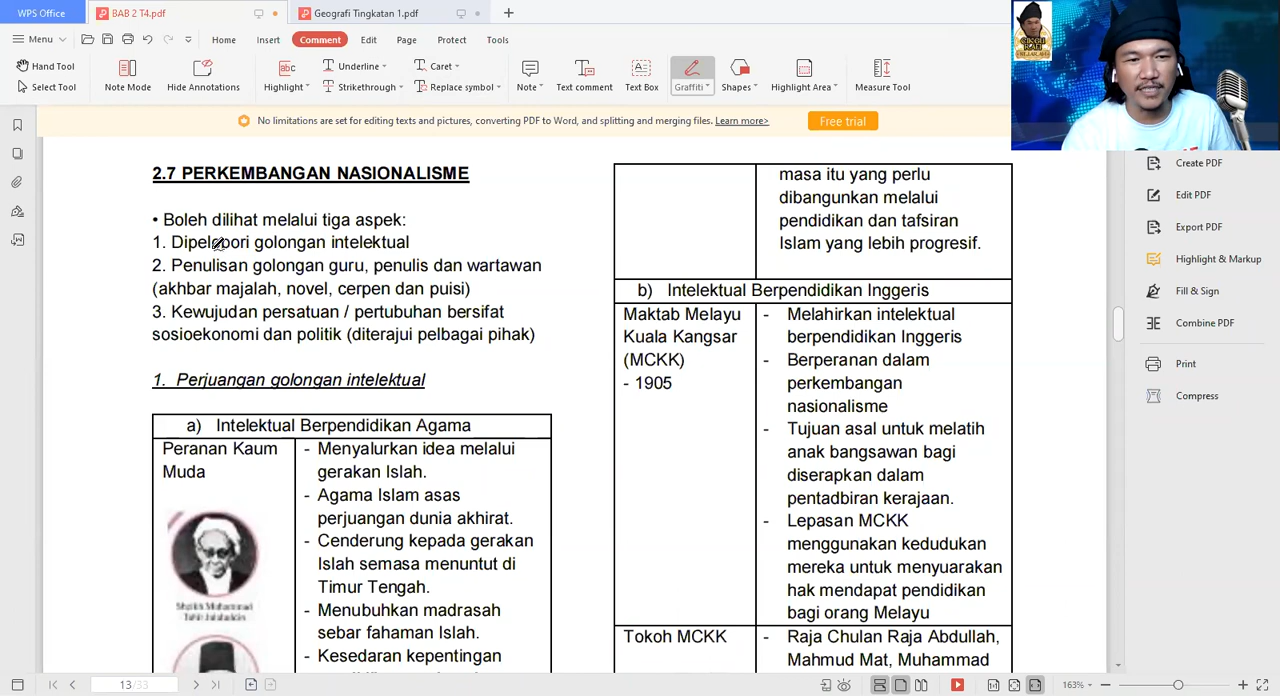 WPS Office
BAB 2 T4.pdf
Geografi Tingkatan 1.pdf
Menu
Home
Insert
Comment
Edit
Page
Protect
Tools
Hand Tool
Select Tool
Note Mode
Hide Annotations
Highlight
Underline
Strikethrough
Caret
Replace symbol
Note
Text comment
Text Box
Graffiti
Shapes
Highlight Area
Measure Tool
No limitations are set for editing texts and pictures, converting PDF to Word, and splitting and merging files. Learn more>
Free trial
2.7 PERKEMBANGAN NASIONALISME
• Boleh dilihat melalui tiga aspek:
1. Dipelopori golongan intelektual
2. Penulisan golongan guru, penulis dan wartawan
(akhbar majalah, novel, cerpen dan puisi)
3. Kewujudan persatuan / pertubuhan bersifat
sosioekonomi dan politik (diterajui pelbagai pihak)
1. Perjuangan golongan intelektual
a) Intelektual Berpendidikan Agama
Peranan Kaum
Muda
Sheikh Muhammad
Tahir Jalaluddin
- Menyalurkan idea melalui
gerakan Islah.
- Agama Islam asas
perjuangan dunia akhirat.
- Cenderung kepada gerakan
Islah semasa menuntut di
Timur Tengah.
- Menubuhkan madrasah
sebar fahaman Islah.
- Kesedaran kepentingan
masa itu yang perlu
dibangunkan melalui
pendidikan dan tafsiran
Islam yang lebih progresif.
b) Intelektual Berpendidikan Inggeris
Maktab Melayu
Kuala Kangsar
(MCKK)
- 1905
- Melahirkan intelektual
berpendidikan Inggeris
- Berperanan dalam
perkembangan
nasionalisme
- Tujuan asal untuk melatih
anak bangsawan bagi
diserapkan dalam
pentadbiran kerajaan.
- Lepasan MCKK
menggunakan kedudukan
mereka untuk menyuarakan
hak mendapat pendidikan
bagi orang Melayu
Tokoh MCKK
- Raja Chulan Raja Abdullah,
Mahmud Mat, Muhammad
Create PDF
Edit PDF
Export PDF
Highlight & Markup
Fill & Sign
Combine PDF
Print
Compress
13/33
163%